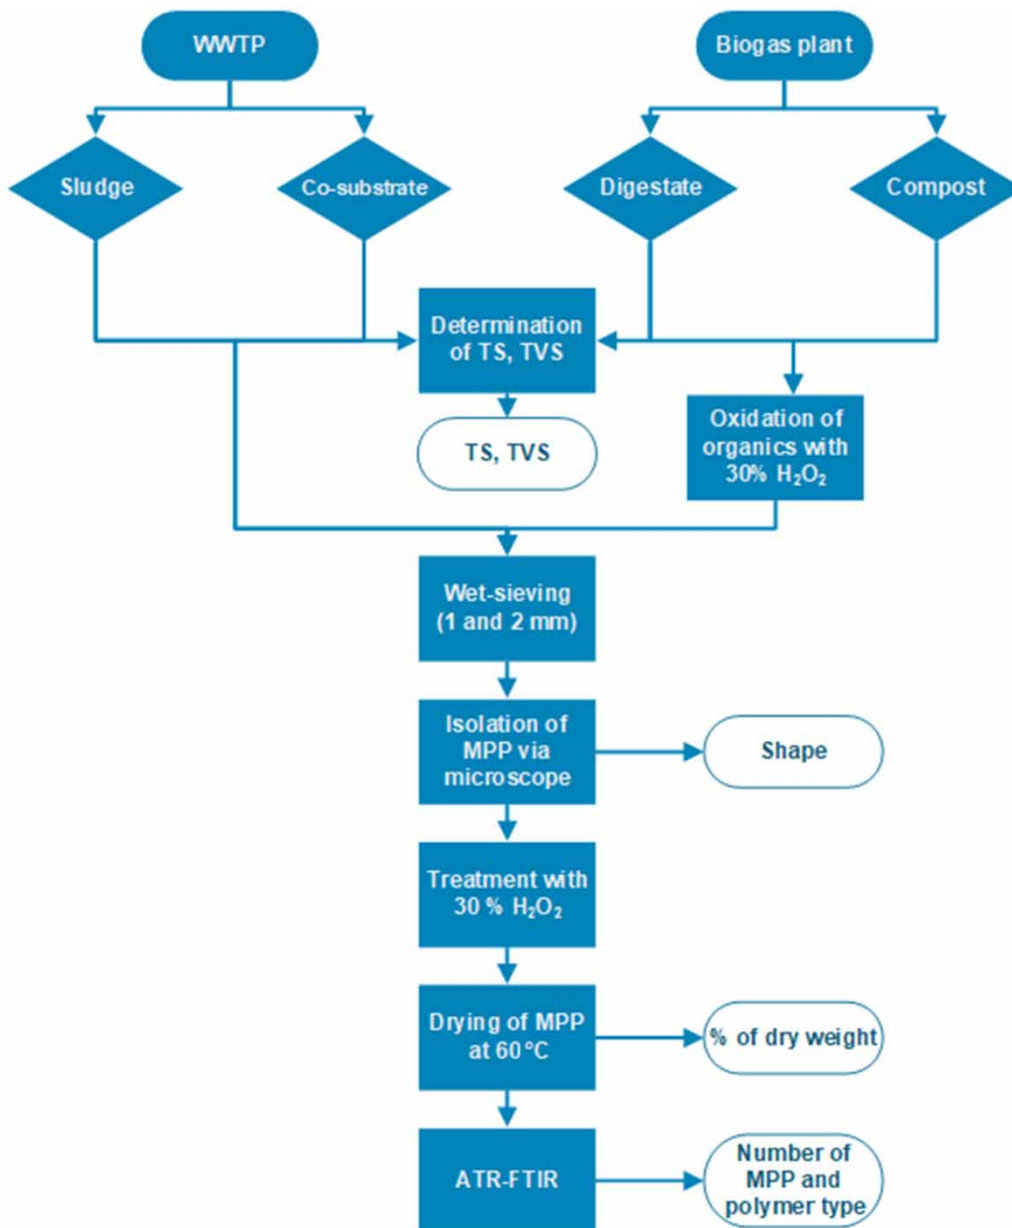 WWTP
Biogas plant
Sludge
Co-substrate
Digestate
Compost
Determination
of TS, TVS
TS, TVS
Oxidation of
organics with
30% H₂O₂
Wet-sieving
(1 and 2 mm)
Isolation of
MPP via
microscope
Shape
Treatment with
30 % H₂O₂
Drying of MPP
at 60°C
% of dry weight
ATR-FTIR
Number of
MPP and
polymer type